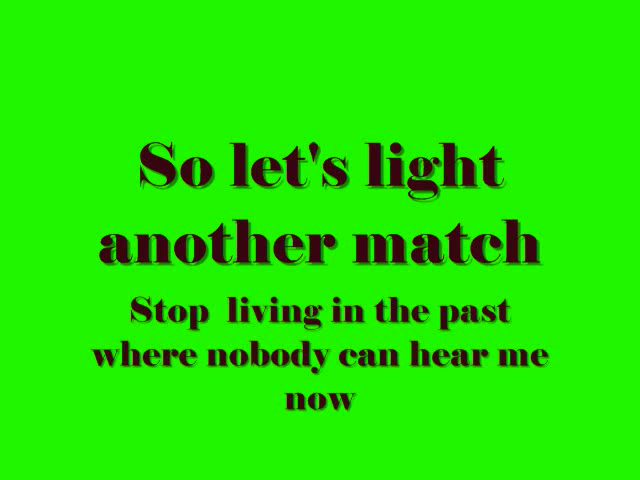 So let's light
another match
Stop  living in the past
where nobody can hear me
now